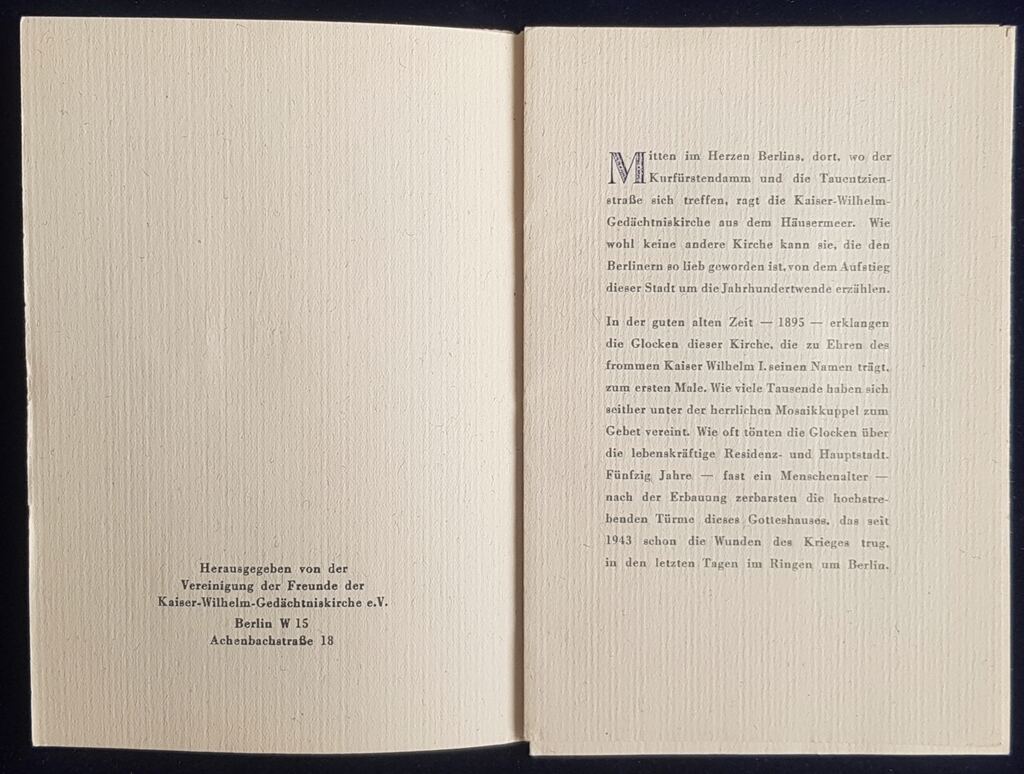 Herausgegeben von der
Vereinigung der Freunde der
Kaiser-Wilhelm-Gedächtniskirche e.V.
Berlin W 15
Achenbachstraße 18
Mitten im Herzen Berlins, dort, wo der
Kurfürstendamm und die Tauentzien-
straße sich treffen, ragt die Kaiser-Wilhelm-
Gedächtniskirche aus dem Häusermeer. Wie
wohl keine andere Kirche kann sie, die den
Berlinern so lieb geworden ist, von dem Aufstieg
dieser Stadt um die Jahrhundertwende erzählen.
In der guten alten Zeit — 1895 — erklangen
die Glocken dieser Kirche, die zu Ehren des
frommen Kaiser Wilhelm I. seinen Namen trägt,
zum ersten Male. Wie viele Tausende haben sich
seither unter der herrlichen Mosaikkuppel zum
Gebet vereint. Wie oft tönten die Glocken über
die lebenskräftige Residenz- und Hauptstadt.
Fünfzig Jahre — fast ein Menschenalter —
nach der Erbauung zerbarsten die hochstre-
benden Türme dieses Gotteshauses, das seit
1943 schon die Wunden des Krieges trug,
in den letzten Tagen im Ringen um Berlin.